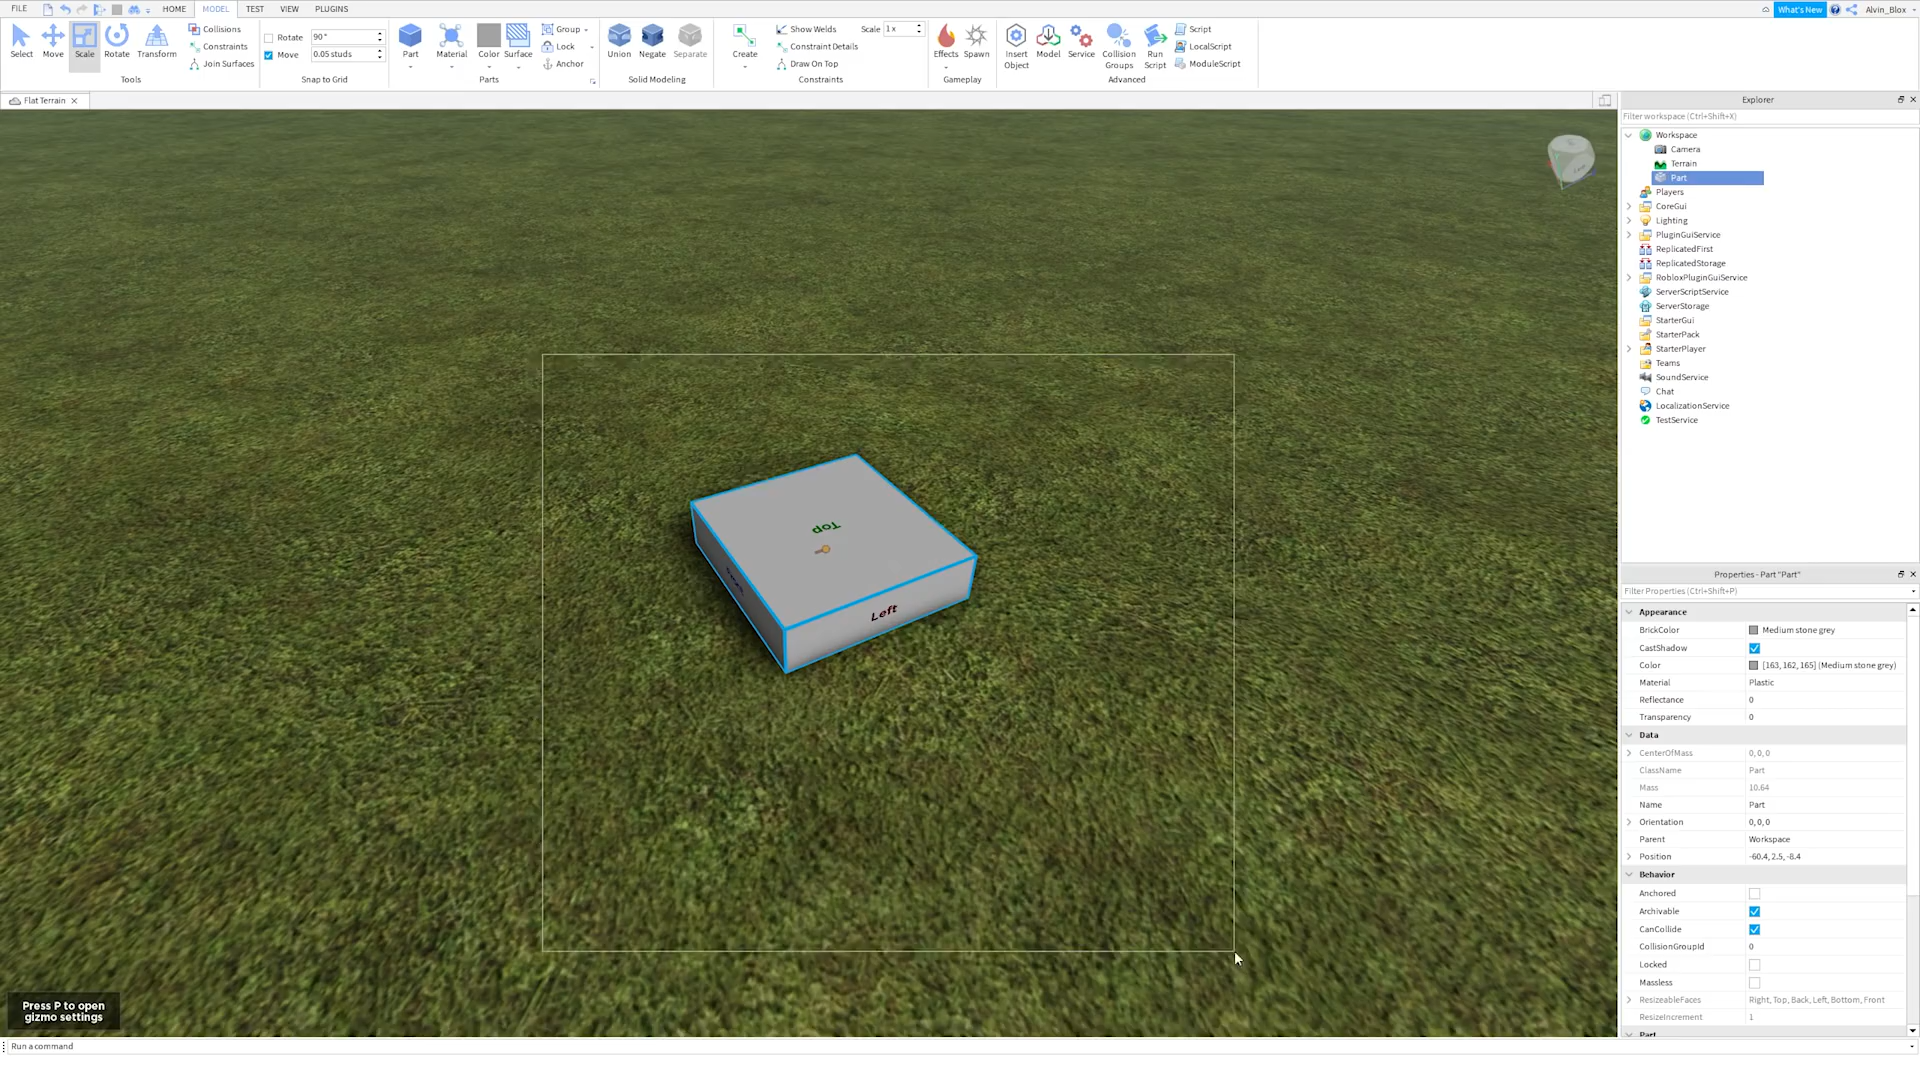 FILE HOME MODEL TEST VIEW PLUGINS What's New Alvin_Blox
Select Move Scale Rotate Transform
Collisions
Constraints
Join Surfaces
Tools
Rotate 90°
Move 0.05 studs
Snap to Grid
Part Material Color Surface
Group
Lock
Anchor
Parts
Union Negate Separate
Solid Modeling
Create
Show Welds Scale 1 x
Constraint Details
Draw On Top
Constraints
Effects Spawn
Gameplay
Insert Object Model Service Collision Groups Run Script
Script
LocalScript
ModuleScript
Advanced
Flat Terrain
Explorer
Filter workspace (Ctrl+Shift+X)
Workspace
Camera
Terrain
Part
Players
CoreGui
Lighting
PluginGuiService
ReplicatedFirst
ReplicatedStorage
RobloxPluginGuiService
ServerScriptService
ServerStorage
StarterGui
StarterPack
StarterPlayer
Teams
SoundService
Chat
LocalizationService
TestService
Top
Left
Properties - Part "Part"
Filter Properties (Ctrl+Shift+P)
Appearance
BrickColor Medium stone grey
CastShadow
Color [163, 162, 165] (Medium stone grey)
Material Plastic
Reflectance 0
Transparency 0
Data
CenterOfMass 0, 0, 0
ClassName Part
Mass 10.64
Name Part
Orientation 0, 0, 0
Parent Workspace
Position -60.4, 2.5, -8.4
Behavior
Anchored
Archivable
CanCollide
CollisionGroupId 0
Locked
Massless
ResizeableFaces Right, Top, Back, Left, Bottom, Front
ResizeIncrement 1
Part
Press P to open
gizmo settings
Run a command